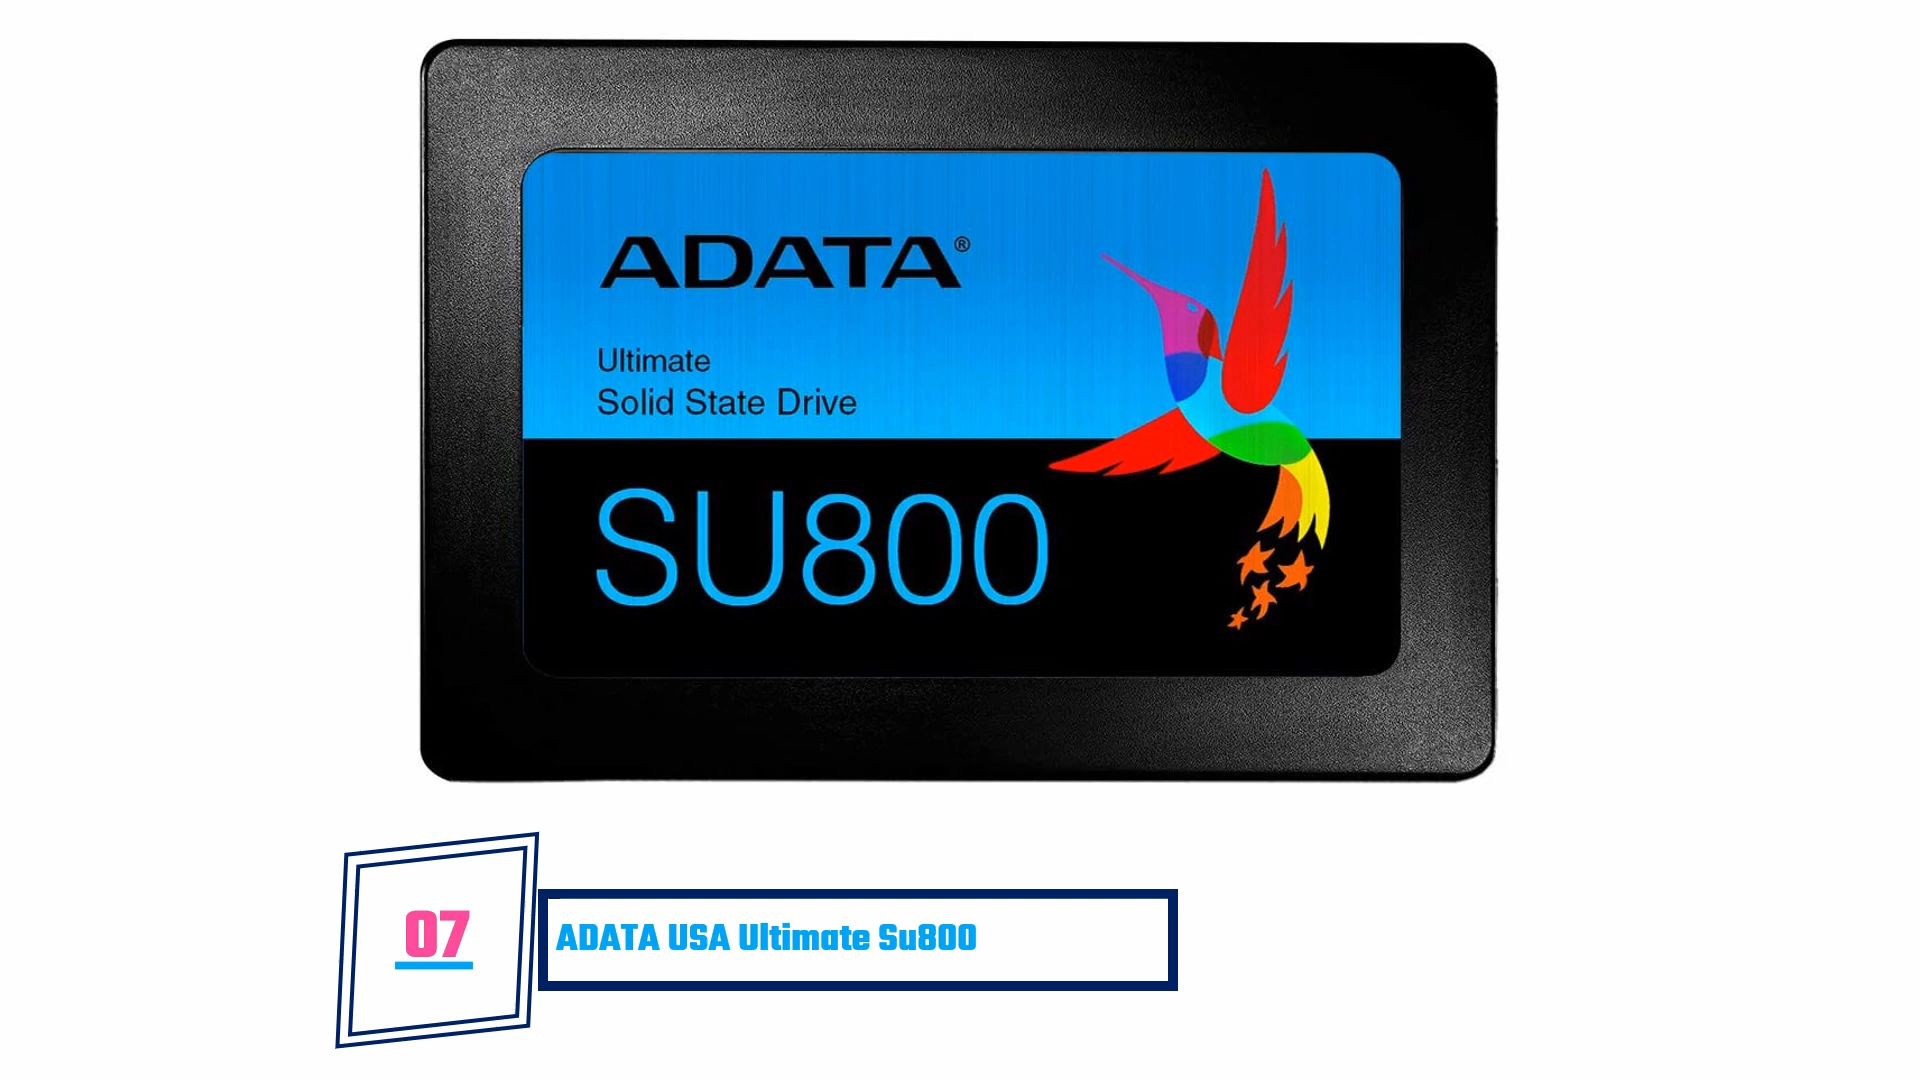 ADATA®
Ultimate
Solid State Drive
SU800
07
ADATA USA Ultimate Su800